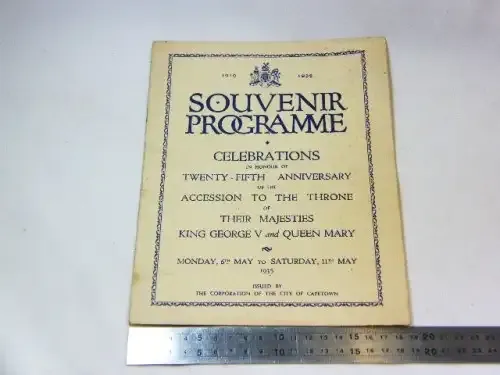 1910 1935
SOUVENIR
PROGRAMME
CELEBRATIONS
IN HONOUR OF
TWENTY-FIFTH ANNIVERSARY
OF THE
ACCESSION TO THE THRONE
OF
THEIR MAJESTIES
KING GEORGE V and QUEEN MARY
MONDAY, 6TH MAY TO SATURDAY, 11TH MAY
1935
ISSUED BY
THE CORPORATION OF THE CITY OF CAPETOWN